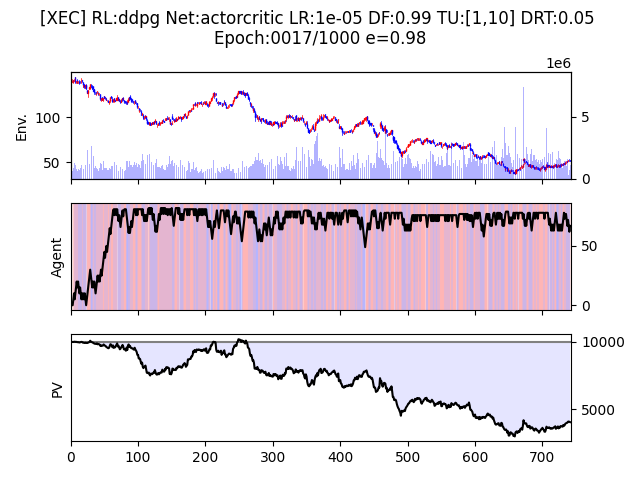 [XEC] RL:ddpg Net:actorcritic LR:1e-05 DF:0.99 TU:[1,10] DRT:0.05
Epoch:0017/1000 e=0.98
1e6
Env.
100
50
5
0
Agent
50
0
PV
10000
5000
0 100 200 300 400 500 600 700